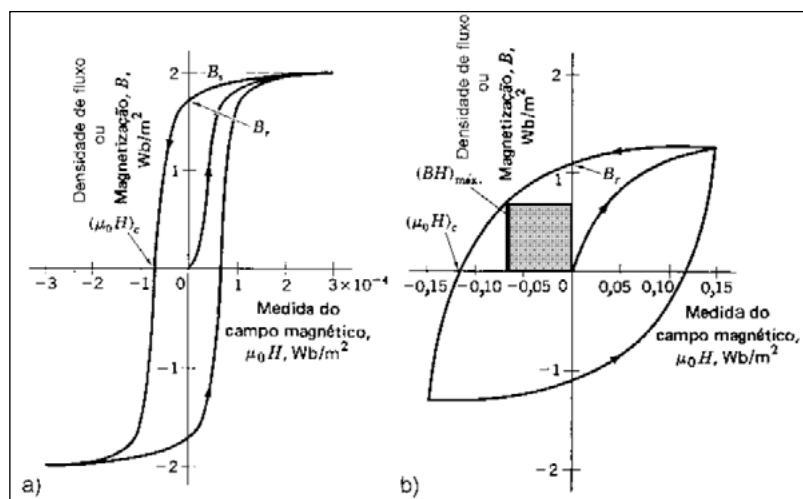 Densidade de fluxo
ou
Magnetização, B,
Wb/m²
2
1
0
−1
−2
B_s
B_r
(μ₀H)_c
−3
−2
−1
0
1
2
3×10⁻⁴
Medida do
campo magnético,
μ₀H, Wb/m²
a)
Densidade de fluxo
ou
Magnetização, B,
Wb/m²
2
1
−1
−2
(BH)máx.
B_r
(μ₀H)_c
−0,15
−0,10
−0,05
0
0,05
0,10
0,15
Medida do
campo magnético,
μ₀H, Wb/m²
b)